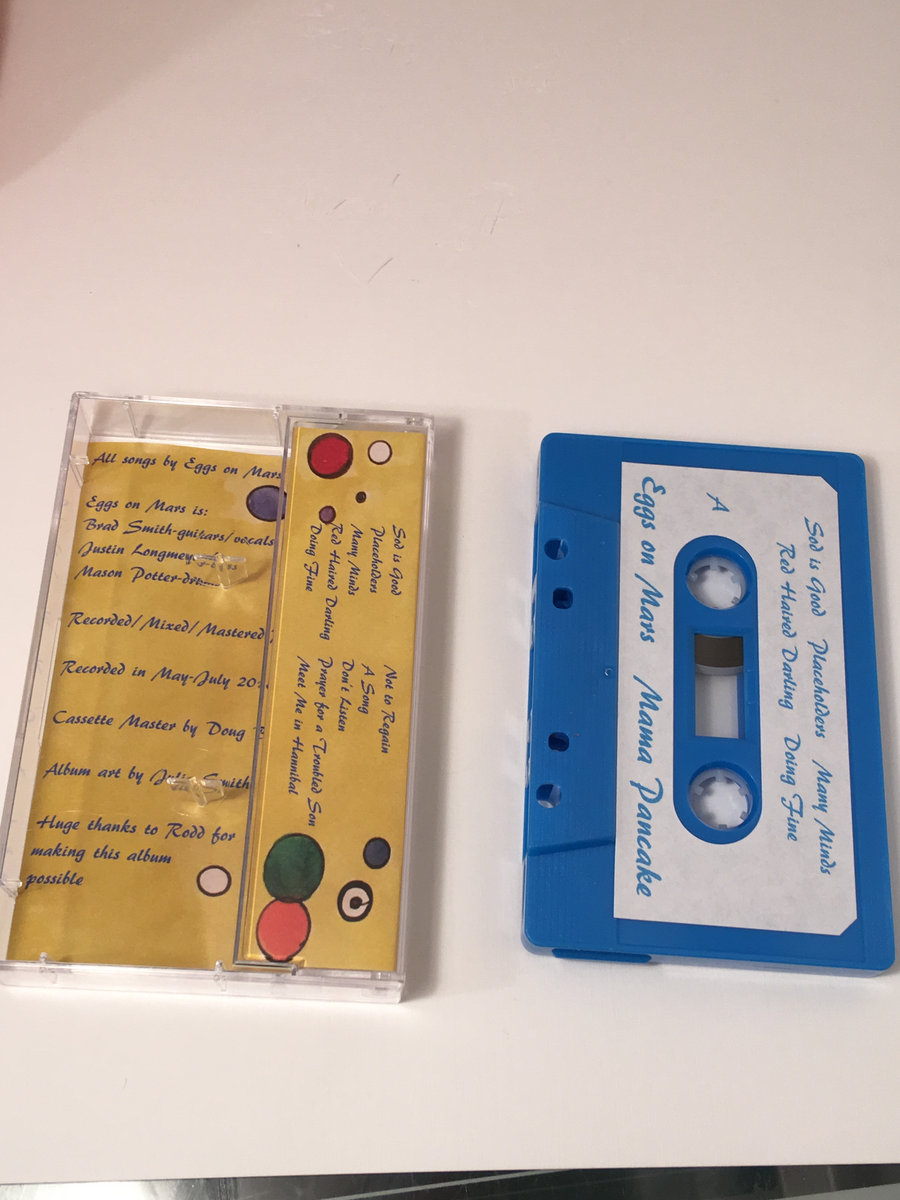 All songs by Eggs on Mars
Eggs on Mars is:
Brad Smith-guitars/vocals
Justin
Mason Potter-
Recorded/Mixed/Mastered
Recorded in May-July
Cassette Master by Doug
Album art by
Huge thanks to Rodd for
making this album
possible
Sod is Good
Placeholders
Many Minds
Red Haired Darling
Doing Fine
Not to Regain
A Song
Don't Listen
Prayer for a Troubled Son
Meet Me in Hannibal
Sod is Good Placeholders Many Minds
Red Haired Darling Doing Fine
A
Eggs on Mars Mama Pancake